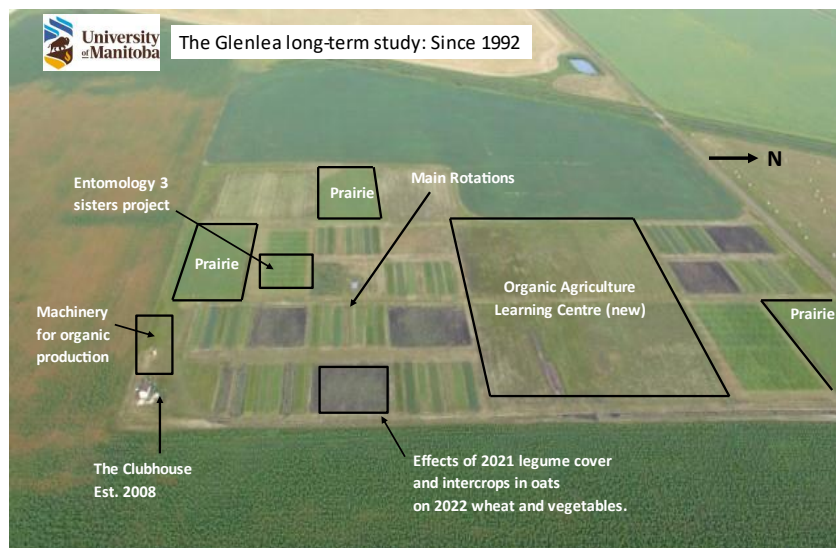 University
of Manitoba
The Glenlea long-term study: Since 1992
N
Entomology 3
sisters project
Main Rotations
Prairie
Prairie
Organic Agriculture
Learning Centre (new)
Machinery
for organic
production
Prairie
The Clubhouse
Est. 2008
Effects of 2021 legume cover
and intercrops in oats
on 2022 wheat and vegetables.